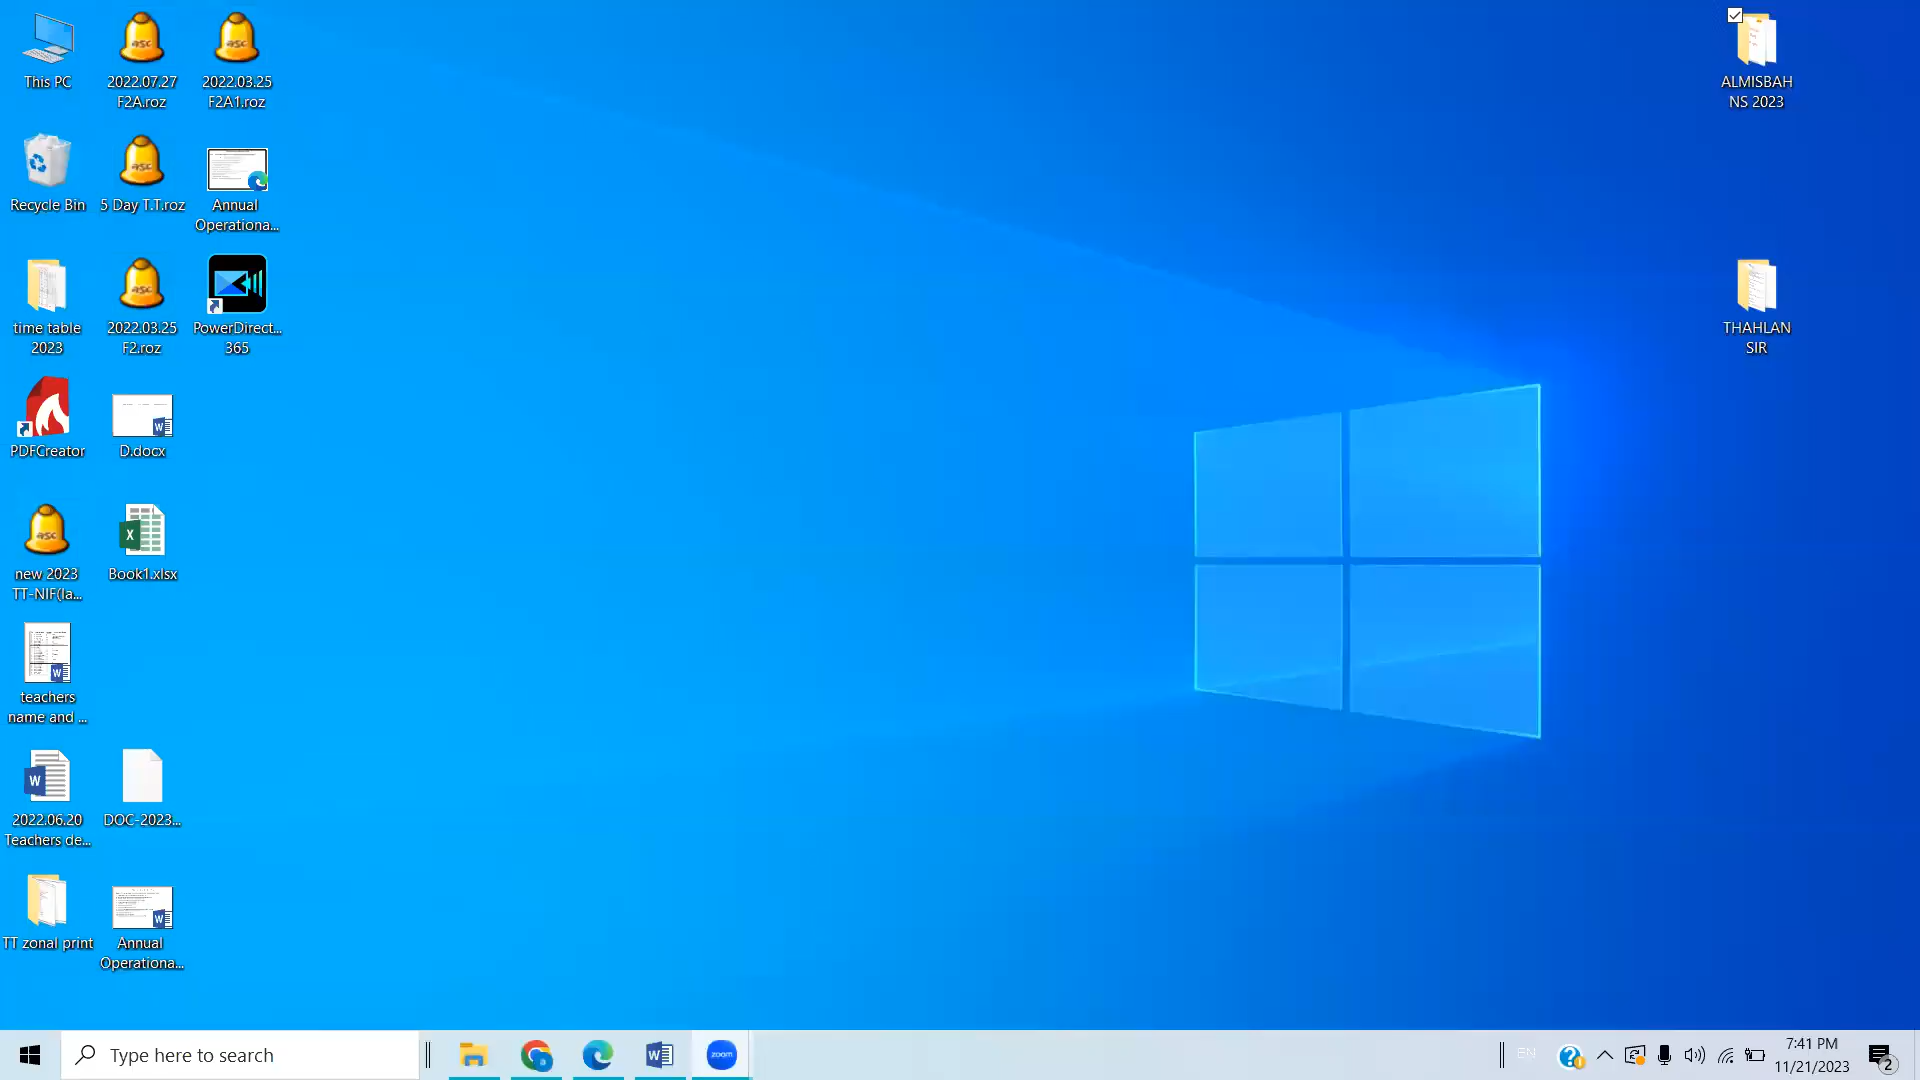 This PC
2022.07.27
F2A.roz
2022.03.25
F2A1.roz
ALMISBAH
NS 2023
Recycle Bin
5 Day T.T.roz
Annual
Operationa...
time table
2023
2022.03.25
F2.roz
PowerDirect...
365
THAHLAN
SIR
PDFCreator
D.docx
new 2023
TT-NIF(la...
Book1.xlsx
teachers
name and ...
2022.06.20
Teachers de...
DOC-2023...
TT zonal print
Annual
Operationa...
Type here to search
zoom
EN
7:41 PM
11/21/2023
2